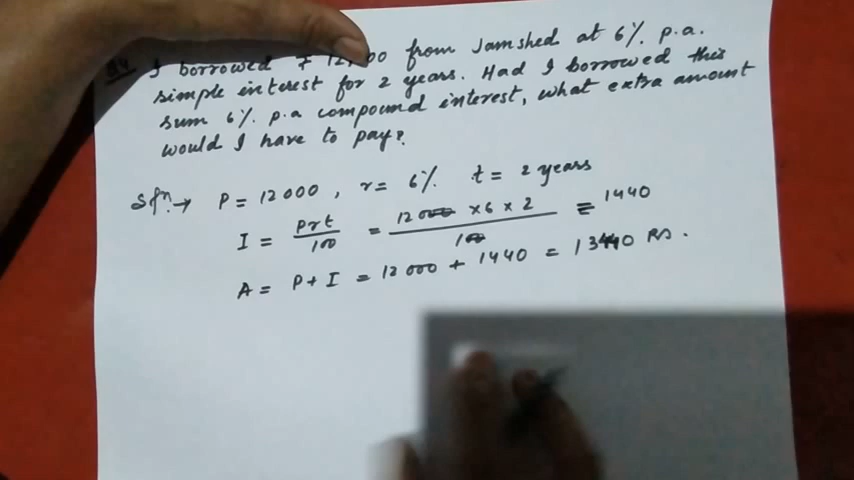 I borrowed ₹ 12,000 from Jamshed at 6% p.a.
simple interest for 2 years. Had I borrowed this
sum 6% p.a compound interest, what extra amount
would I have to pay?
Solⁿ. → P = 12000, r = 6% t = 2 years
I = prt/100 = 12000 x 6 x 2/100 = 1440
A = P + I = 12000 + 1440 = 13440 Rs.